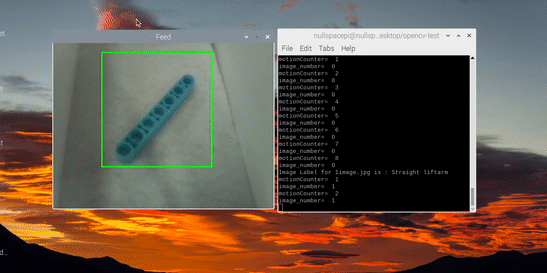 Feed
nullspacepi@nullsp...esktop/opencv-test
File Edit Tabs Help
motionCounter= 1
image_number= 0
motionCounter= 2
image_number= 0
motionCounter= 3
image_number= 0
motionCounter= 4
image_number= 0
motionCounter= 5
image_number= 0
motionCounter= 6
image_number= 0
motionCounter= 7
image_number= 0
motionCounter= 8
image_number= 0
Image Label for 1image.jpg is : Straight liftarm
motionCounter= 1
image_number= 1
motionCounter= 2
image_number= 1